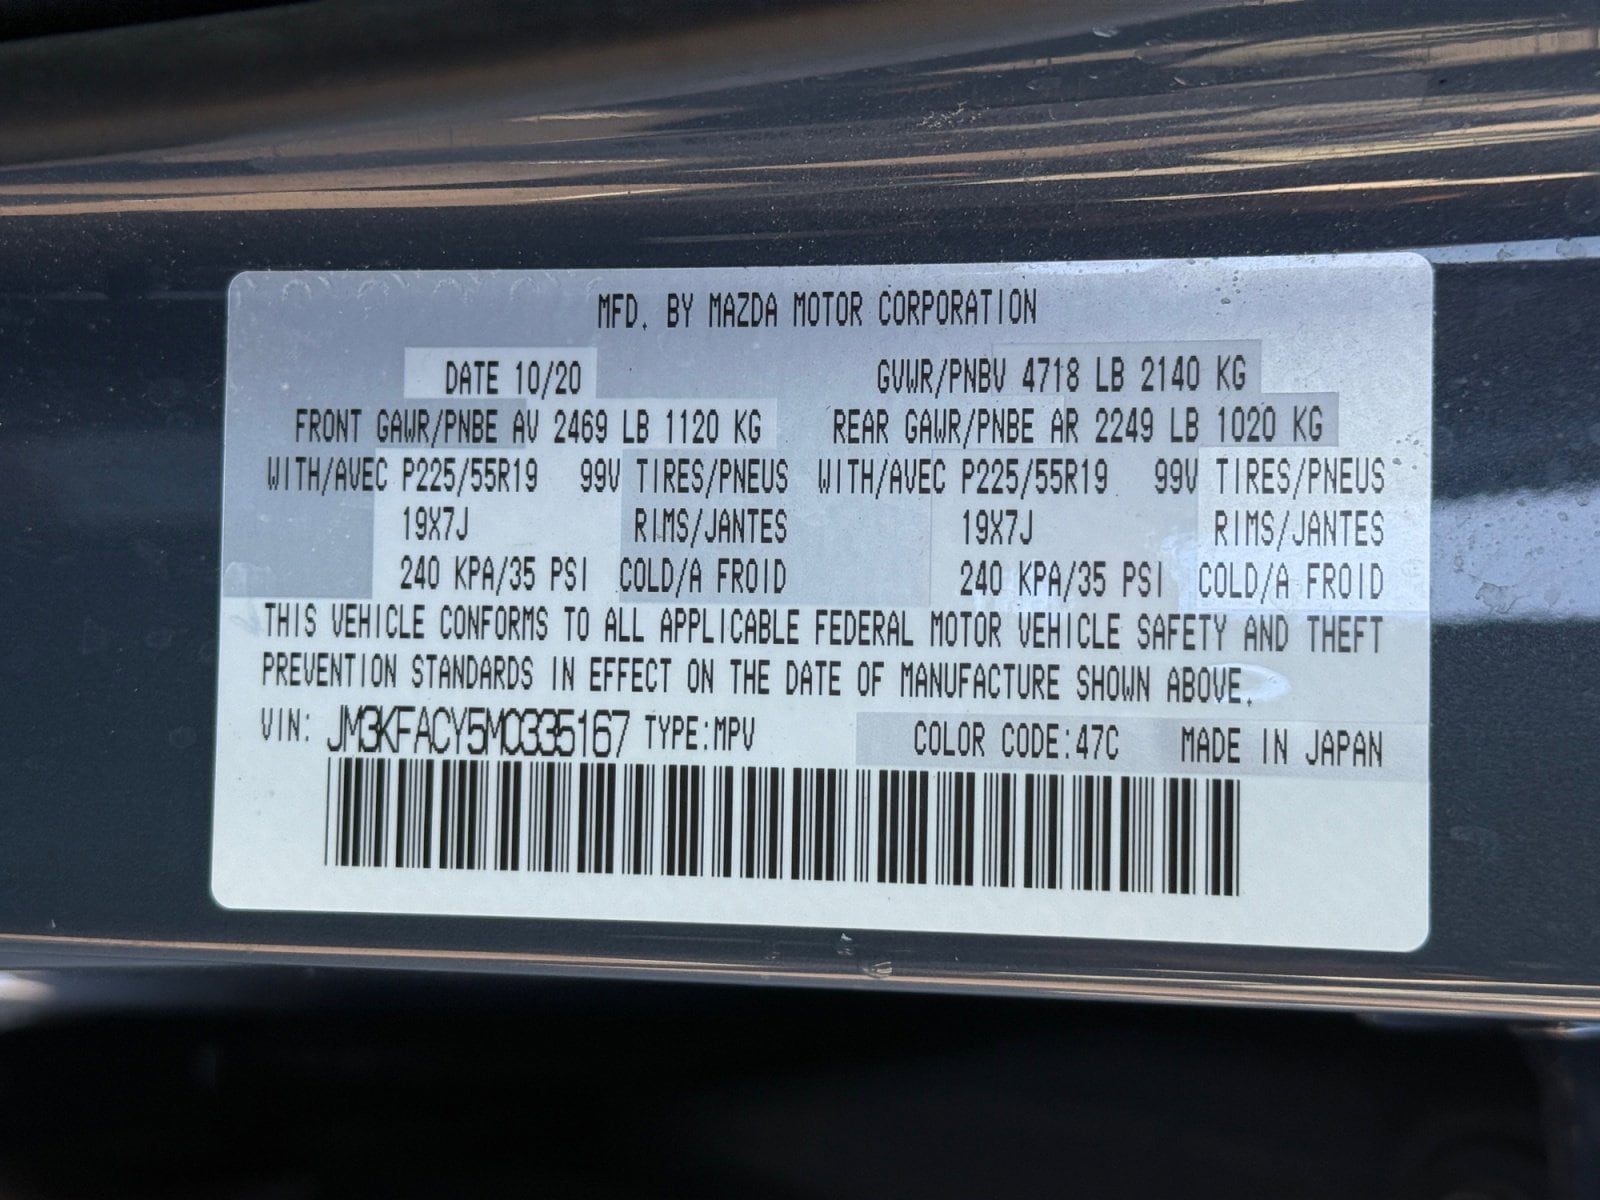 MFD. BY MAZDA MOTOR CORPORATION
DATE 10/20 GVWR/PNBV 4718 LB 2140 KG
FRONT GAWR/PNBE AV 2469 LB 1120 KG REAR GAWR/PNBE AR 2249 LB 1020 KG
WITH/AVEC P225/55R19 99V TIRES/PNEUS WITH/AVEC P225/55R19 99V TIRES/PNEUS
19X7J RIMS/JANTES 19X7J RIMS/JANTES
240 KPA/35 PSI COLD/A FROID 240 KPA/35 PSI COLD/A FROID
THIS VEHICLE CONFORMS TO ALL APPLICABLE FEDERAL MOTOR VEHICLE SAFETY AND THEFT
PREVENTION STANDARDS IN EFFECT ON THE DATE OF MANUFACTURE SHOWN ABOVE.
VIN: JM3KFACY5M0335167 TYPE:MPV COLOR CODE:47C MADE IN JAPAN